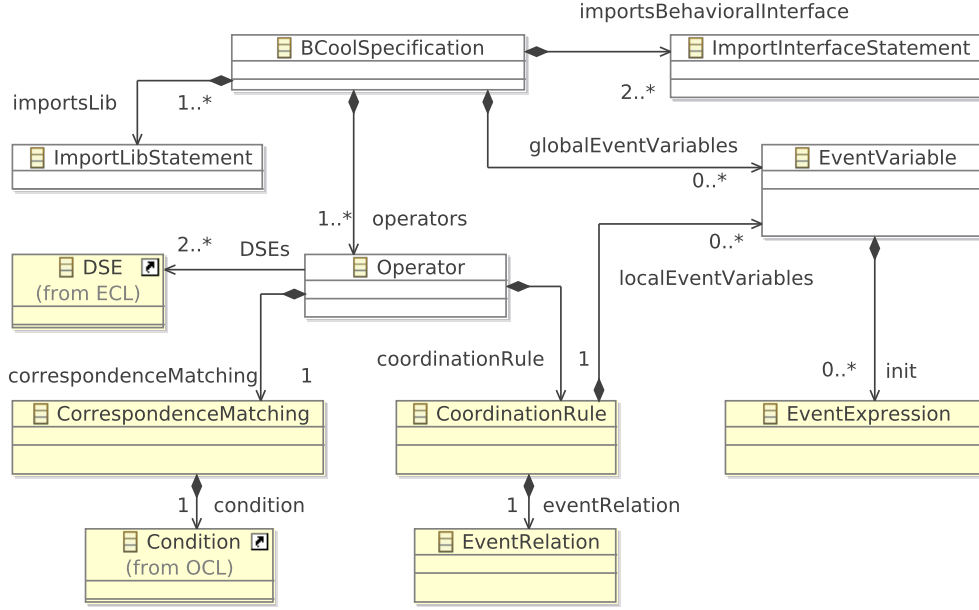 importsBehavioralInterface
BCoolSpecification
ImportInterfaceStatement
importsLib
1..*
2..*
ImportLibStatement
globalEventVariables
EventVariable
0..*
1..*
operators
2..*
DSEs
0..*
DSE
(from ECL)
Operator
localEventVariables
correspondenceMatching
1
coordinationRule
1
0..*
init
CorrespondenceMatching
CoordinationRule
EventExpression
1
condition
1
eventRelation
Condition
(from OCL)
EventRelation